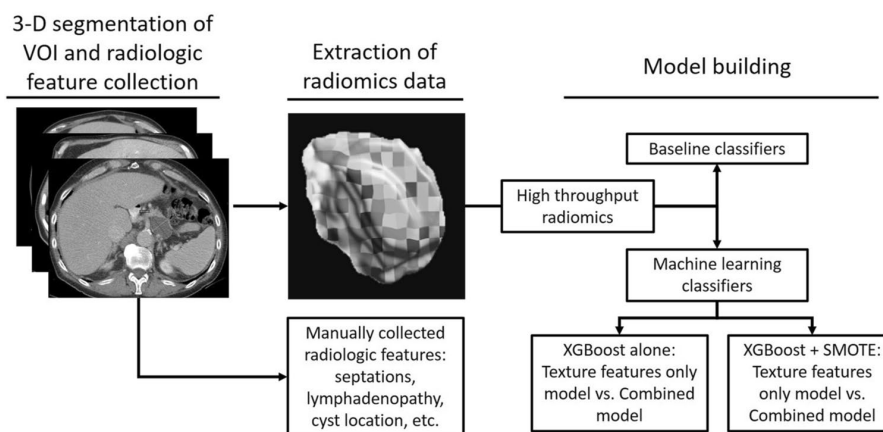 3-D segmentation of
VOI and radiologic
feature collection
Extraction of
radiomics data
Model building
Baseline classifiers
High throughput
radiomics
Machine learning
classifiers
Manually collected
radiologic features:
septations,
lymphadenopathy,
cyst location, etc.
XGBoost alone:
Texture features only
model vs. Combined
model
XGBoost + SMOTE:
Texture features
only model vs.
Combined model